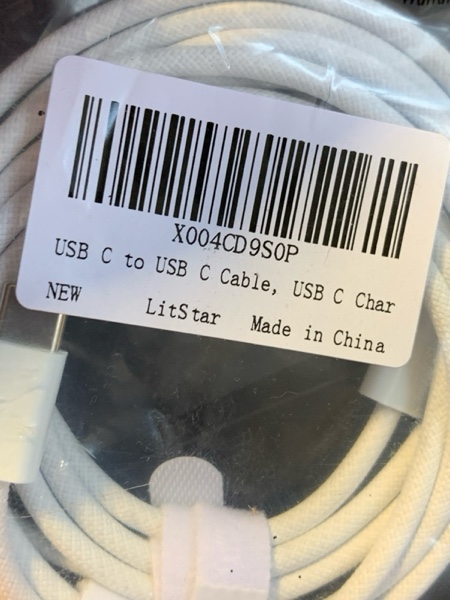 X004CD9S0P
USB C to USB C Cable, USB C Char
NEW LitStar Made in China